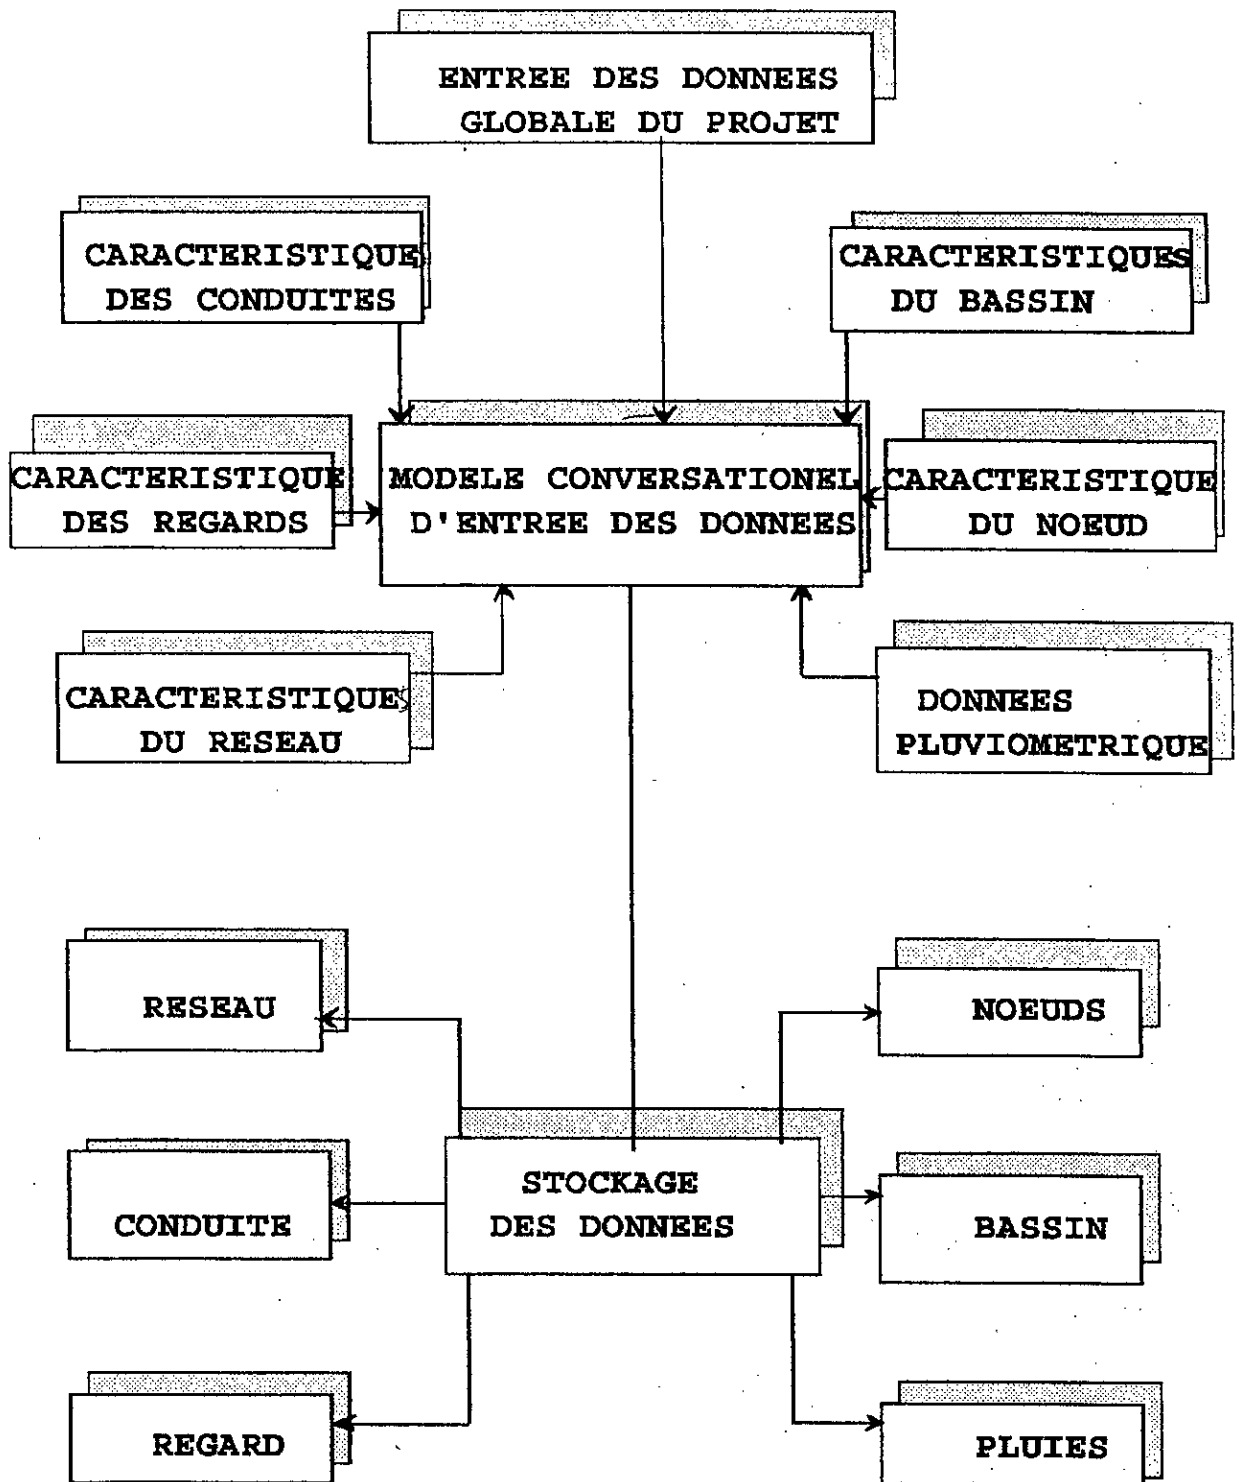 ENTREE DES DONNEES
GLOBALE DU PROJET
CARACTERISTIQUES
DES CONDUITES
CARACTERISTIQUES
DU BASSIN
CARACTERISTIQUE
DES REGARDS
MODELE CONVERSATIONEL
D'ENTREE DES DONNEES
CARACTERISTIQUE
DU NOEUD
CARACTERISTIQUES
DU RESEAU
DONNEES
PLUVIOMETRIQUE
RESEAU
NOEUDS
STOCKAGE
DES DONNEES
CONDUITE
BASSIN
REGARD
PLUIES